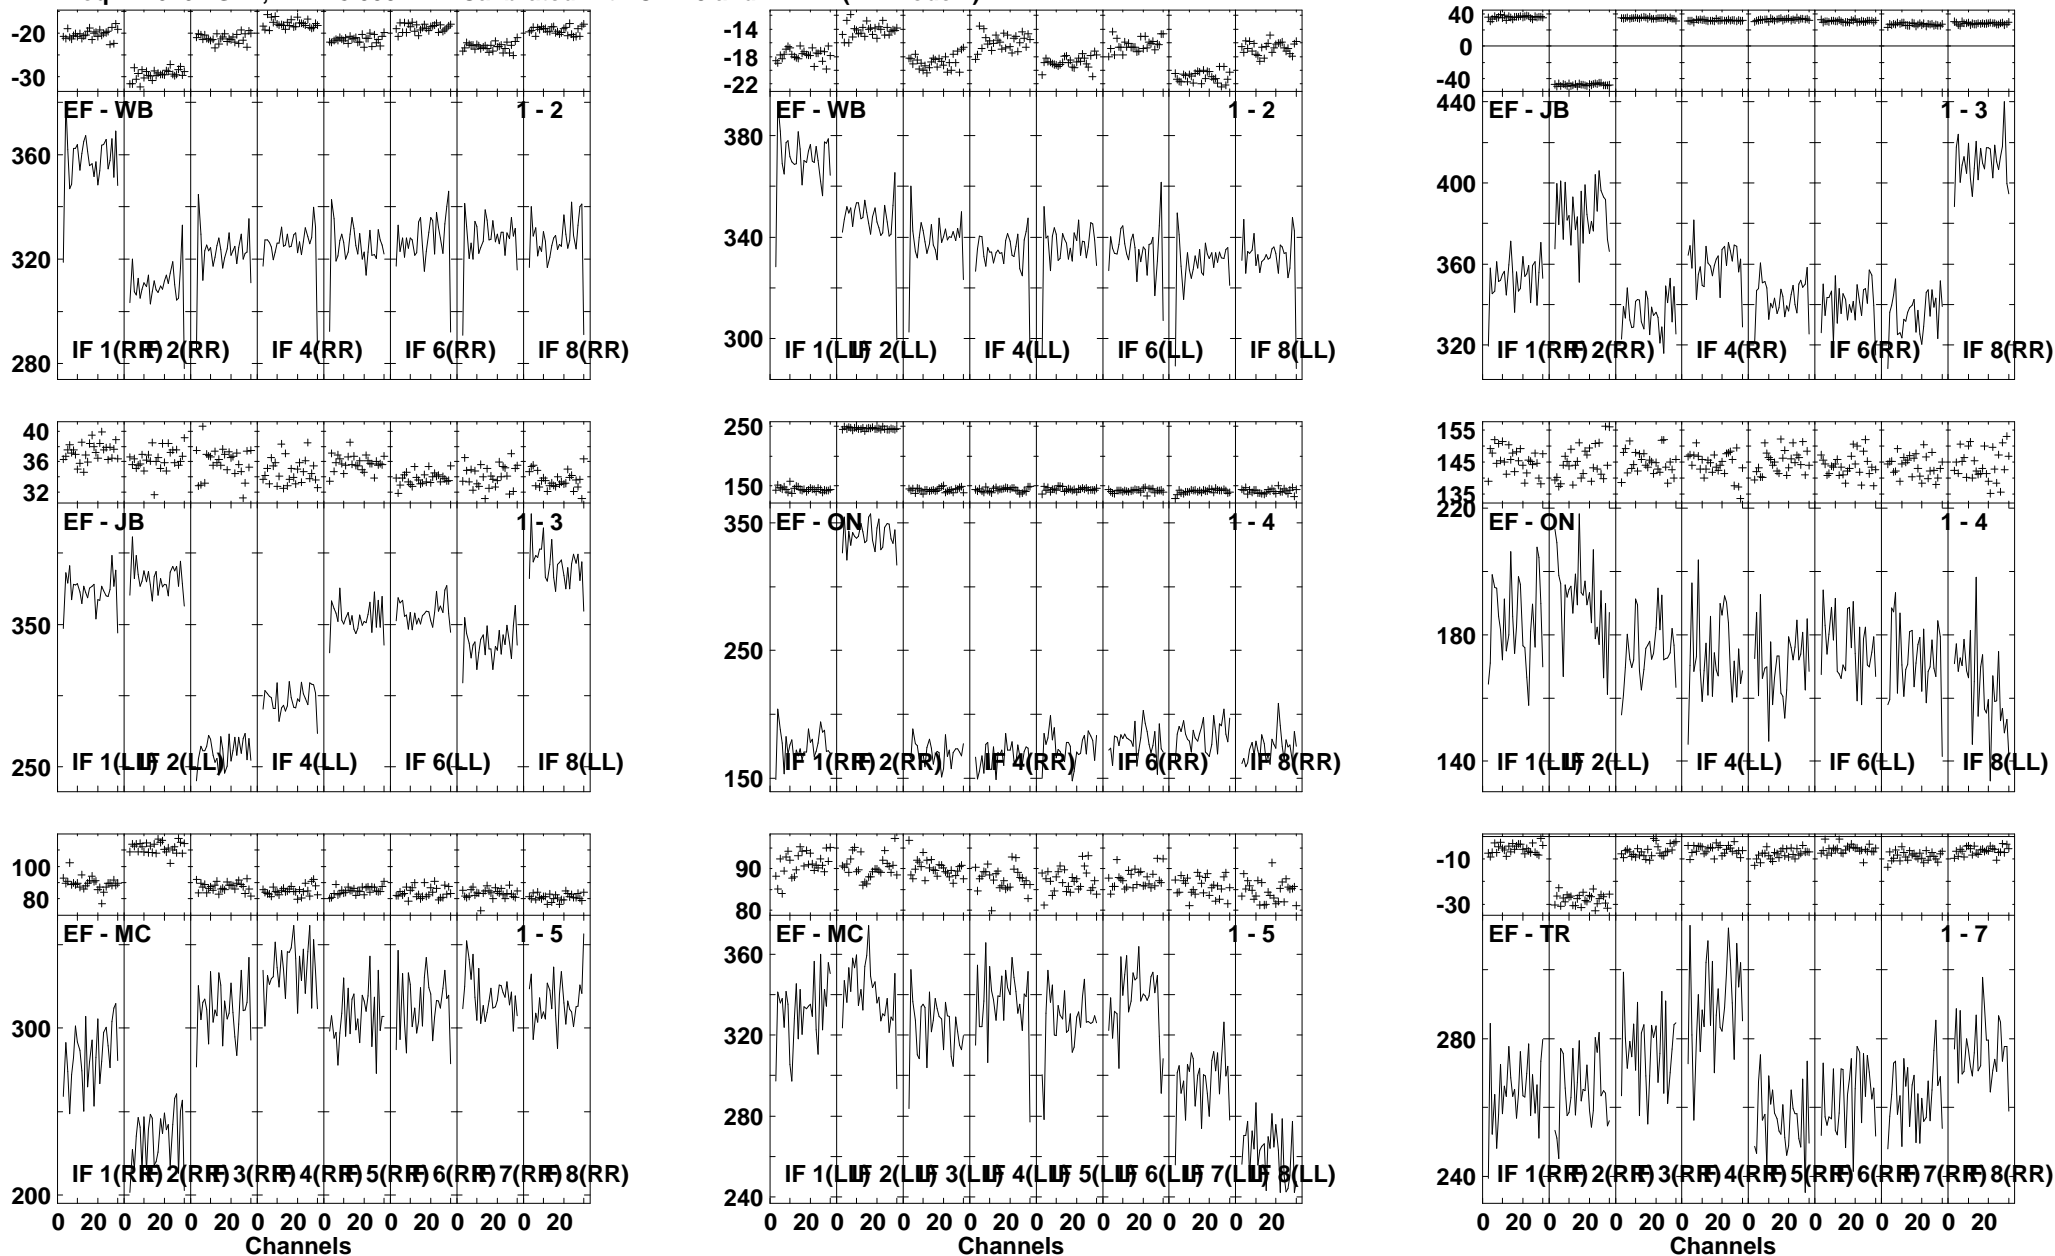 -20
-30
EF - WB 1 - 2
360
320
280
IF 1(RR) IF 2(RR) IF 4(RR) IF 6(RR) IF 8(RR)
-14
-18
-22
EF - WB 1 - 2
380
340
300
IF 1(LL) IF 2(LL) IF 4(LL) IF 6(LL) IF 8(LL)
40
0
-40
EF - JB 1 - 3
440
400
360
320
IF 1(RR) IF 2(RR) IF 4(RR) IF 6(RR) IF 8(RR)
40
36
32
EF - JB 1 - 3
350
250
IF 1(LL) IF 2(LL) IF 4(LL) IF 6(LL) IF 8(LL)
250
150
EF - ON 1 - 4
350
250
150
IF 1(RR) IF 2(RR) IF 4(RR) IF 6(RR) IF 8(RR)
155
145
135
220
EF - ON 1 - 4
180
140
IF 1(LL) IF 2(LL) IF 4(LL) IF 6(LL) IF 8(LL)
100
80
EF - MC 1 - 5
300
200
IF 1(RR) IF 2(RR) IF 3(RR) IF 4(RR) IF 5(RR) IF 6(RR) IF 7(RR) IF 8(RR)
0 20 0 20 0 20 0 20 0 20 0 20 0 20 0 20
Channels
90
80
EF - MC 1 - 5
360
320
280
240
IF 1(LL) IF 2(LL) IF 3(LL) IF 4(LL) IF 5(LL) IF 6(LL) IF 7(LL) IF 8(LL)
0 20 0 20 0 20 0 20 0 20 0 20 0 20 0 20
Channels
-10
-30
EF - TR 1 - 7
280
240
IF 1(RR) IF 2(RR) IF 3(RR) IF 4(RR) IF 5(RR) IF 6(RR) IF 7(RR) IF 8(RR)
0 20 0 20 0 20 0 20 0 20 0 20 0 20 0 20
Channels